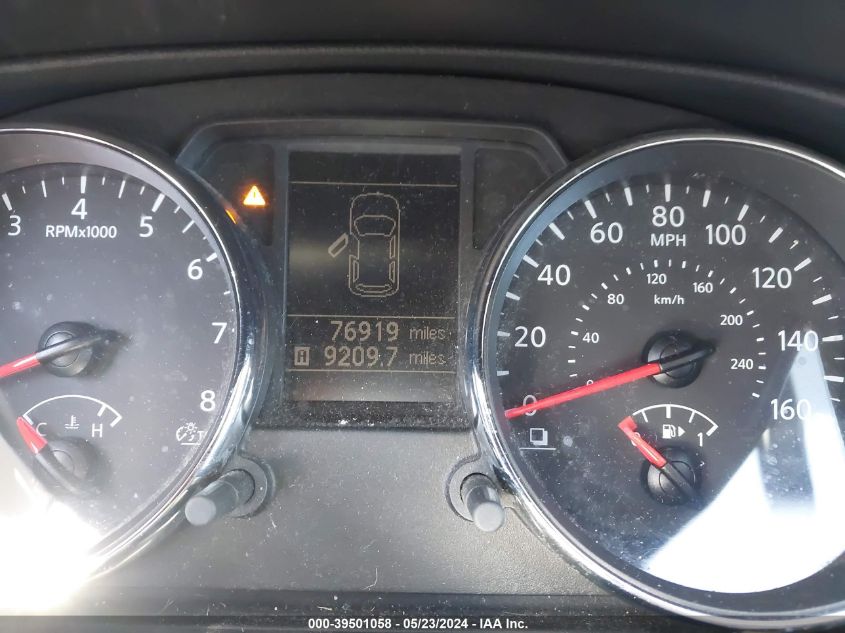 3 4 5 6 7 8
RPMx1000
C H
76919 miles
9209.7 miles
0 20 40 60 80 100 120 140 160
MPH
0 40 80 120 160 200 240
km/h
0 1
000-39501058 - 05/23/2024 - IAA Inc.